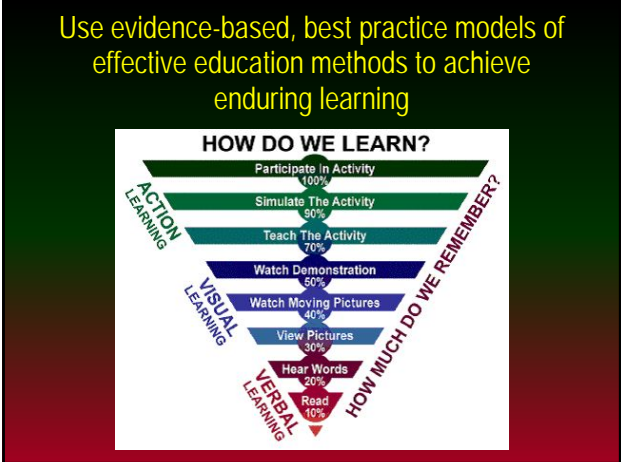 Use evidence-based, best practice models of
effective education methods to achieve
enduring learning
HOW DO WE LEARN?
Participate In Activity
100%
Simulate The Activity
90%
Teach The Activity
70%
Watch Demonstration
50%
Watch Moving Pictures
40%
View Pictures
30%
Hear Words
20%
Read
10%
ACTION
LEARNING
VISUAL
LEARNING
VERBAL
LEARNING
HOW MUCH DO WE REMEMBER?